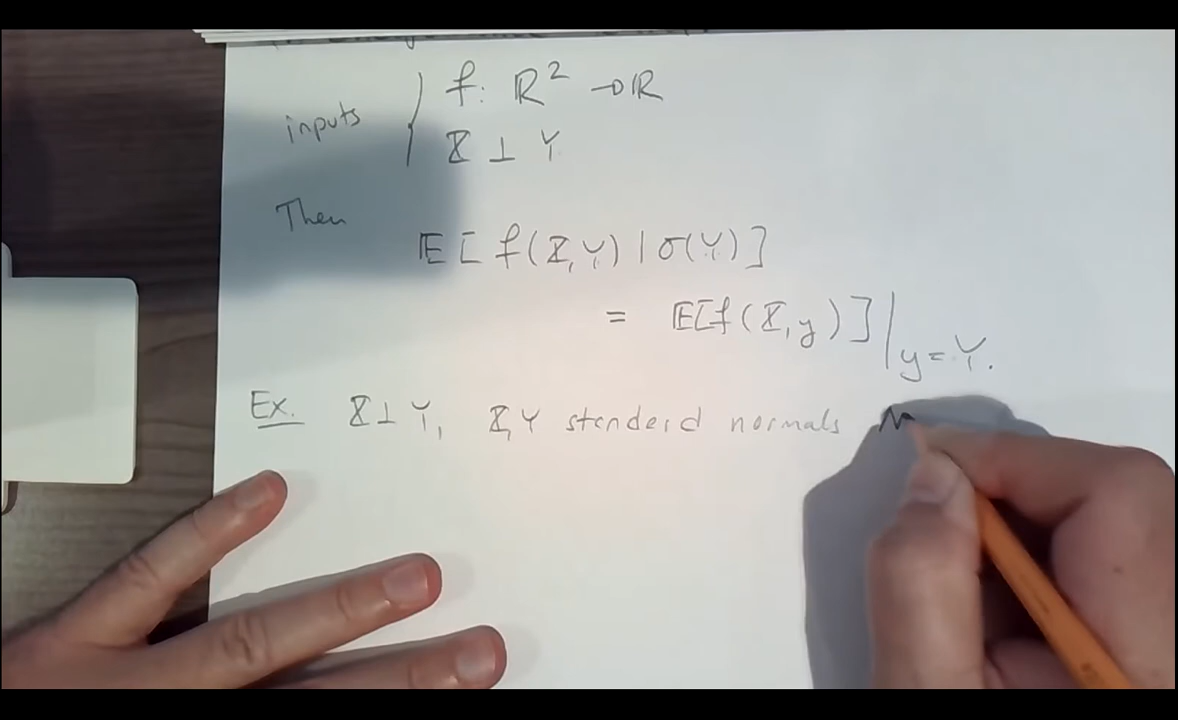 inputs { f: ℝ² → ℝ
X ⊥ Y
Then
𝔼[f(X,Y) | σ(Y)]
= 𝔼[f(X,y)]|y=Y.
Ex. X ⊥ Y, X,Y standard normals